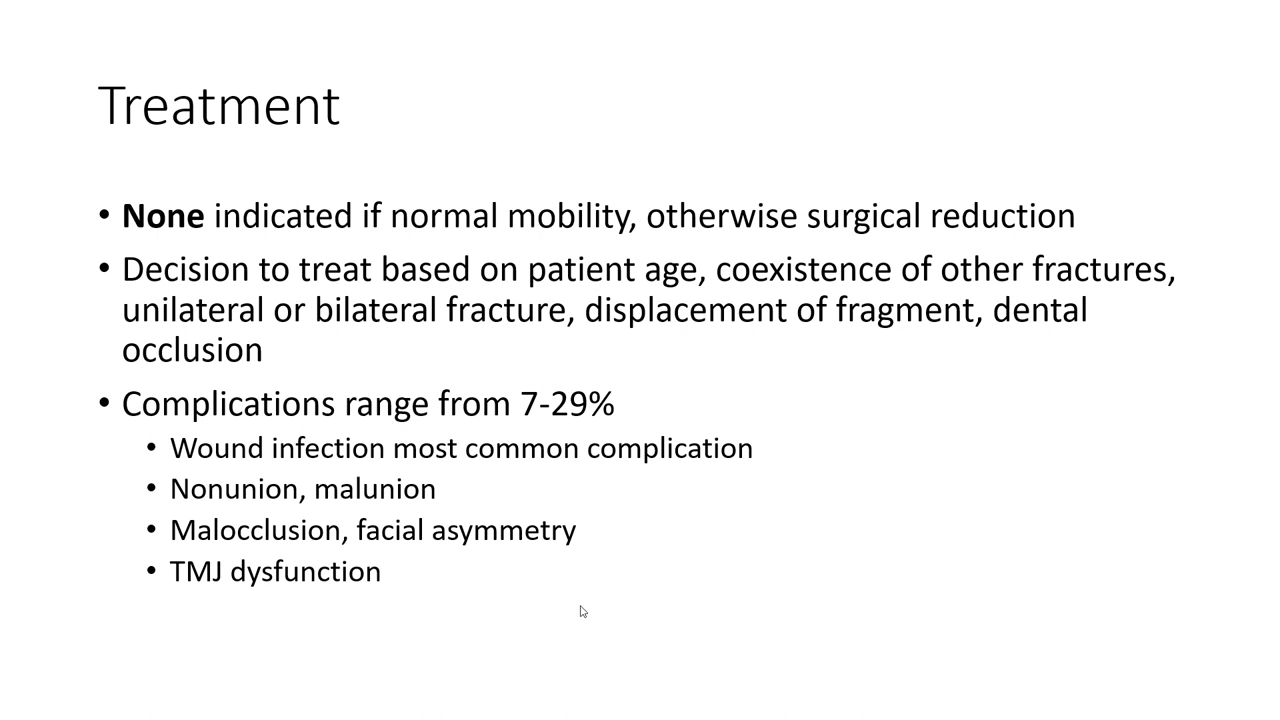 Treatment
• None indicated if normal mobility, otherwise surgical reduction
• Decision to treat based on patient age, coexistence of other fractures,
unilateral or bilateral fracture, displacement of fragment, dental
occlusion
• Complications range from 7-29%
• Wound infection most common complication
• Nonunion, malunion
• Malocclusion, facial asymmetry
• TMJ dysfunction